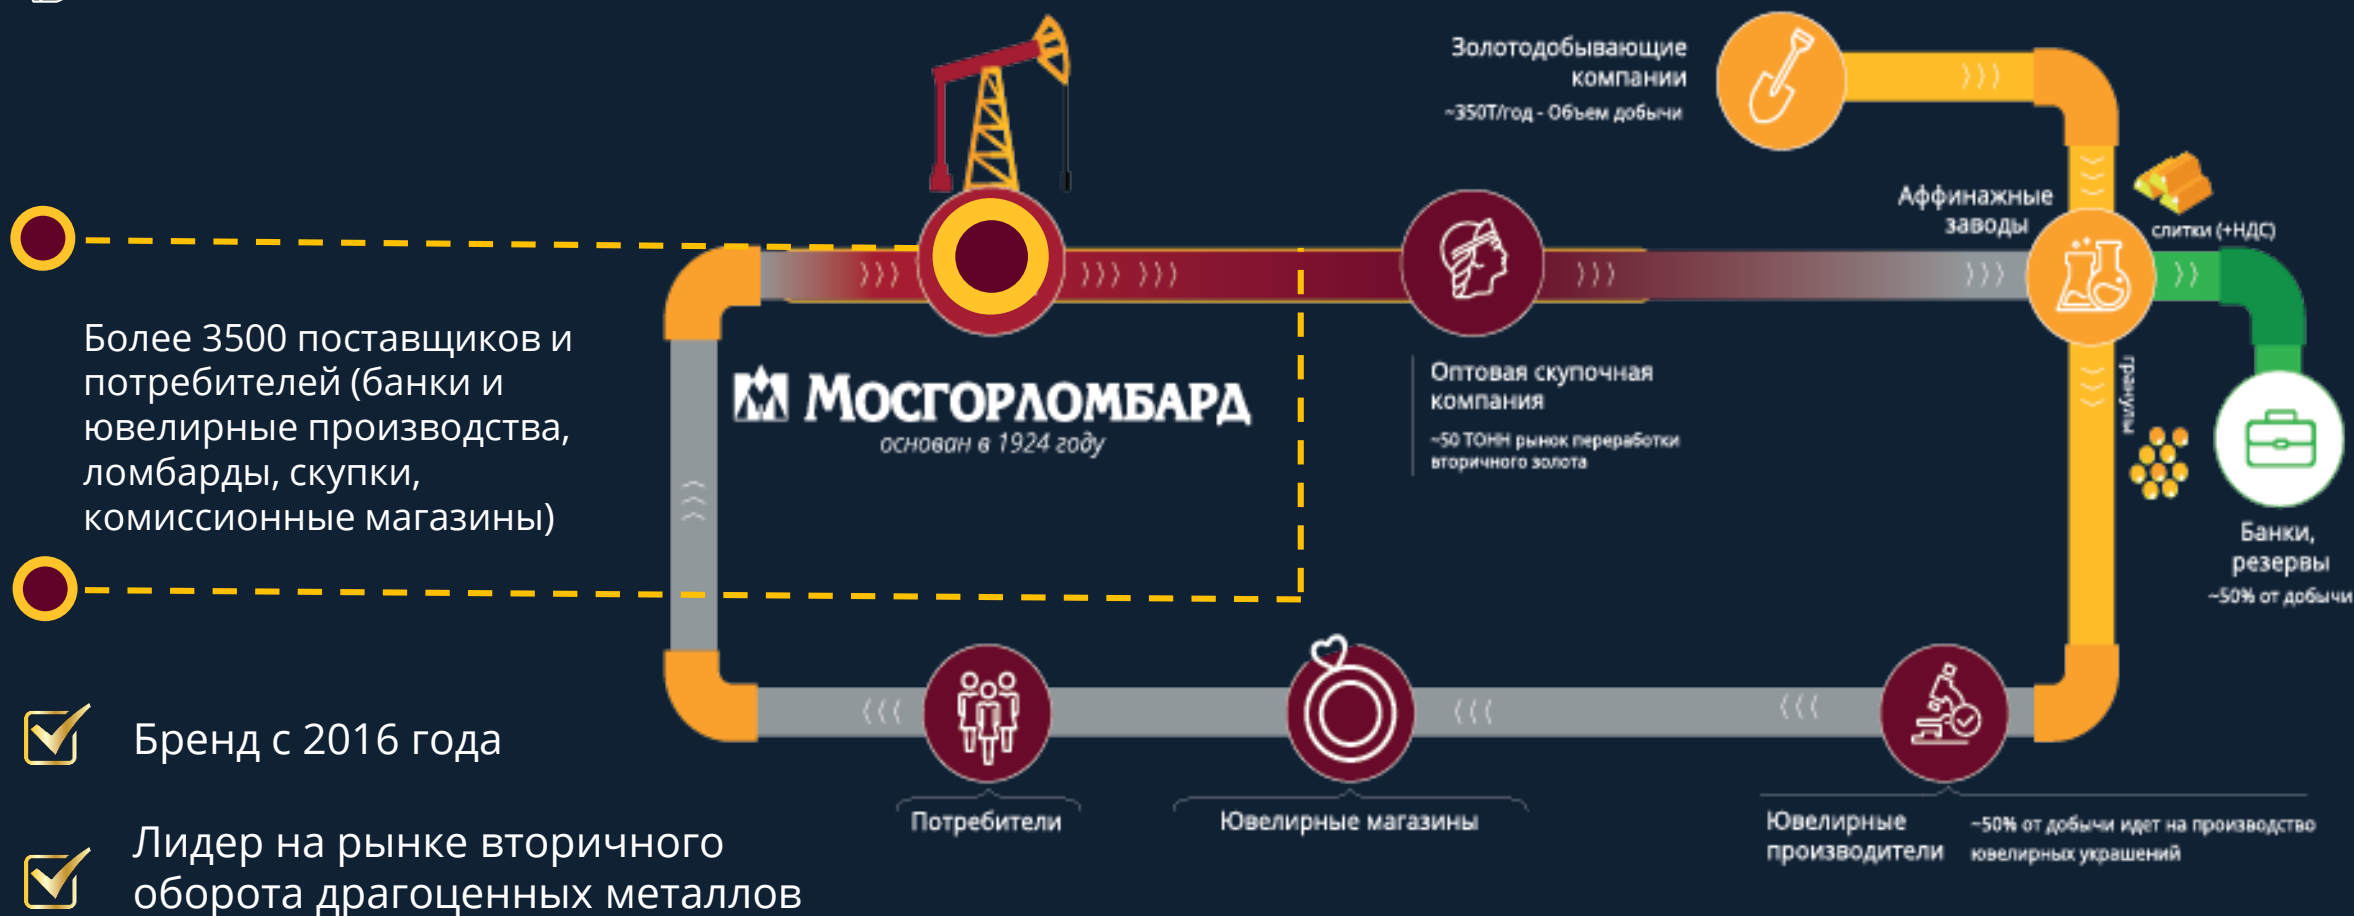 Золотодобывающие
компании
~350Т/год - Объем добычи
Аффинажные
заводы
слитки (+НДС)
Более 3500 поставщиков и
потребителей (банки и
ювелирные производства,
ломбарды, скупки,
комиссионные магазины)
МОСГОРЛОМБАРД
основан в 1924 году
Оптовая скупочная
компания
~50 ТОНН рынок переработки
вторичного золота
гранулы
Банки,
резервы
~50% от добычи
Бренд с 2016 года
Лидер на рынке вторичного
оборота драгоценных металлов
Потребители
Ювелирные магазины
Ювелирные
производители
~50% от добычи идет на производство
ювелирных украшений